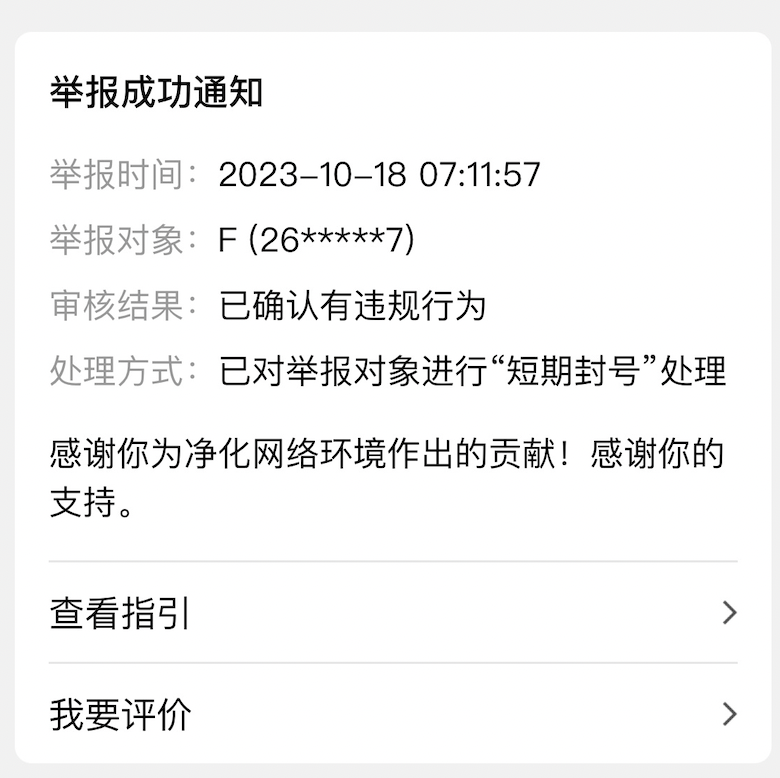 举报成功通知
举报时间：2023-10-18 07:11:57
举报对象：F (26*****7)
审核结果：已确认有违规行为
处理方式：已对举报对象进行“短期封号”处理
感谢你为净化网络环境作出的贡献！感谢你的
支持。
查看指引
我要评价